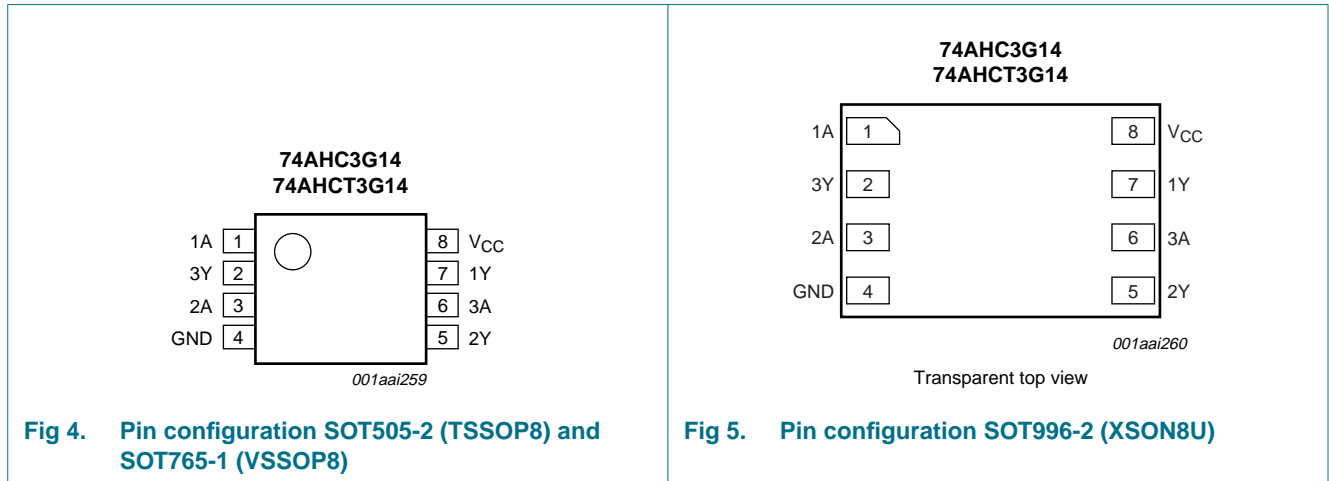 74AHC3G14
74AHCT3G14
1A 1 8 VCC
3Y 2 7 1Y
2A 3 6 3A
GND 4 5 2Y
001aai259
Fig 4. Pin configuration SOT505-2 (TSSOP8) and
SOT765-1 (VSSOP8)
74AHC3G14
74AHCT3G14
1A 1 8 VCC
3Y 2 7 1Y
2A 3 6 3A
GND 4 5 2Y
001aai260
Transparent top view
Fig 5. Pin configuration SOT996-2 (XSON8U)